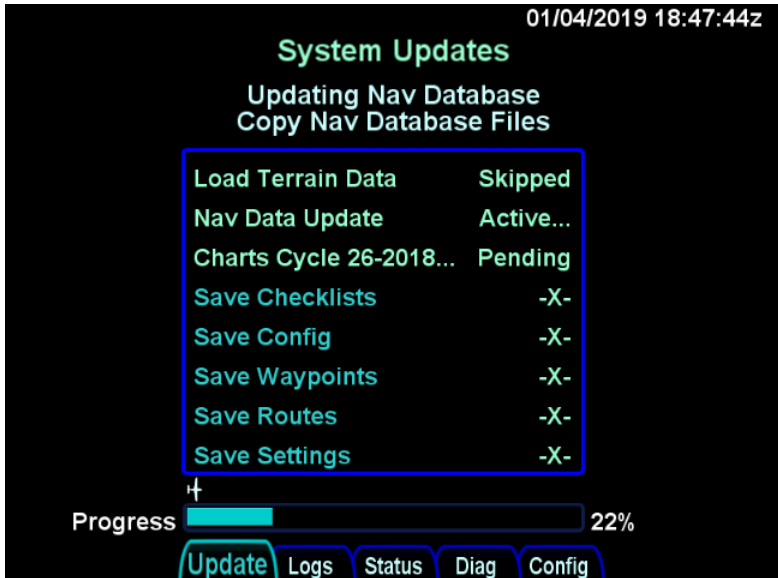 01/04/2019 18:47:44z
System Updates
Updating Nav Database
Copy Nav Database Files
Load Terrain Data Skipped
Nav Data Update Active...
Charts Cycle 26-2018... Pending
Save Checklists -X-
Save Config -X-
Save Waypoints -X-
Save Routes -X-
Save Settings -X-
Progress 22%
Update Logs Status Diag Config